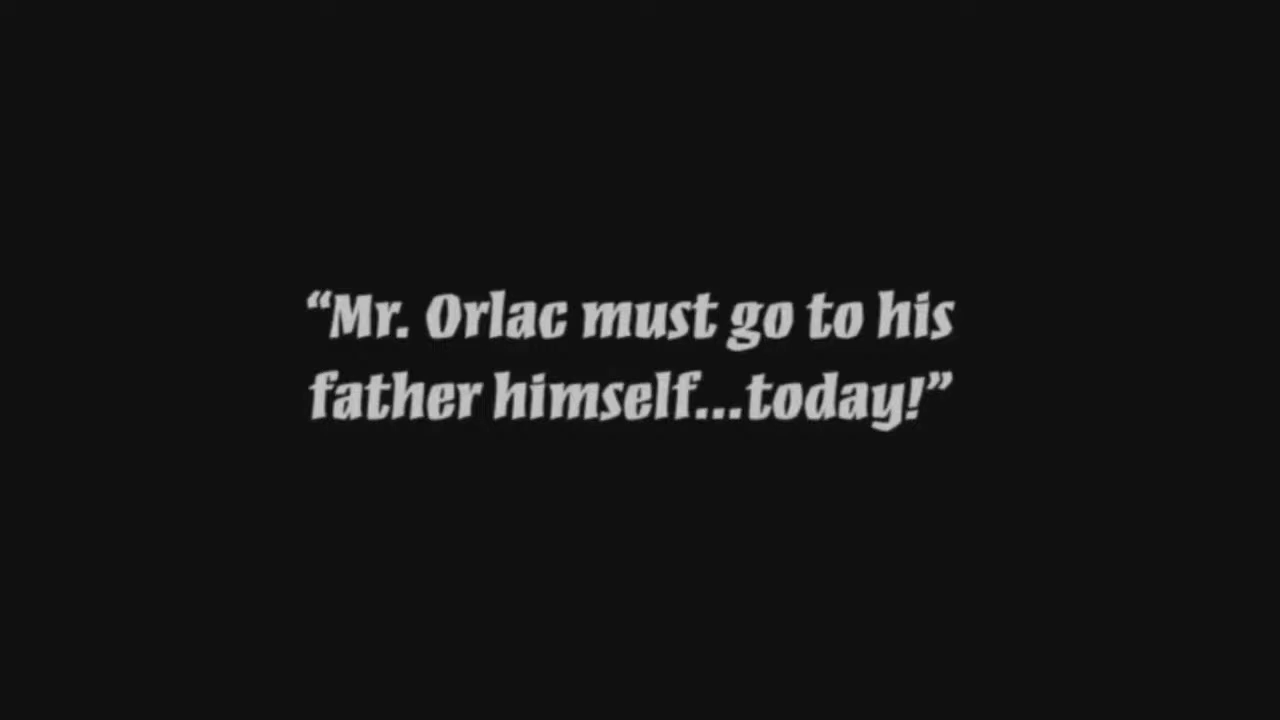 “Mr. Orlac must go to his
father himself...today!”